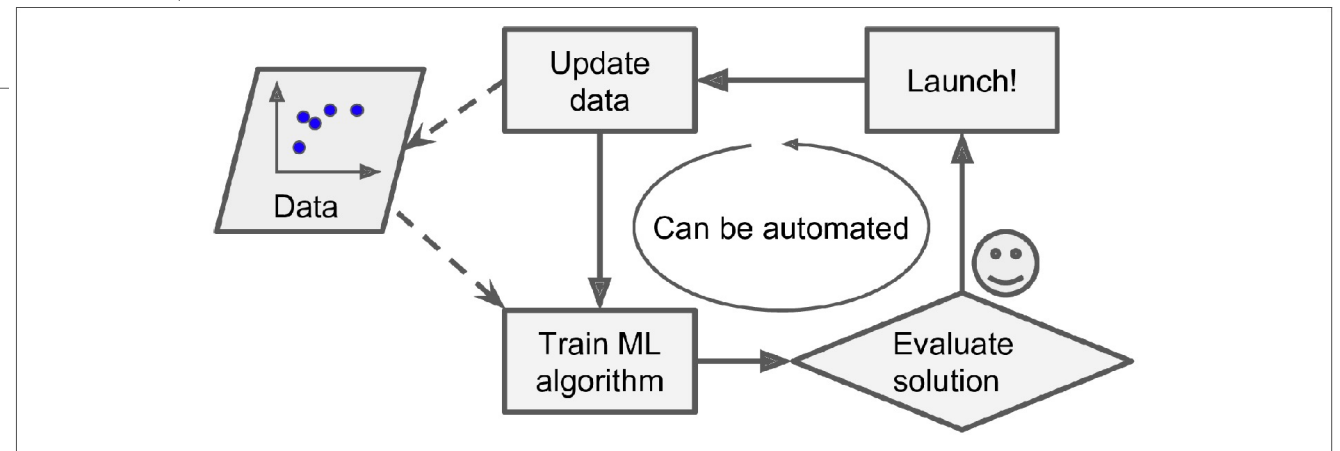 Update
data
Launch!
Data
Can be automated
Train ML
algorithm
Evaluate
solution